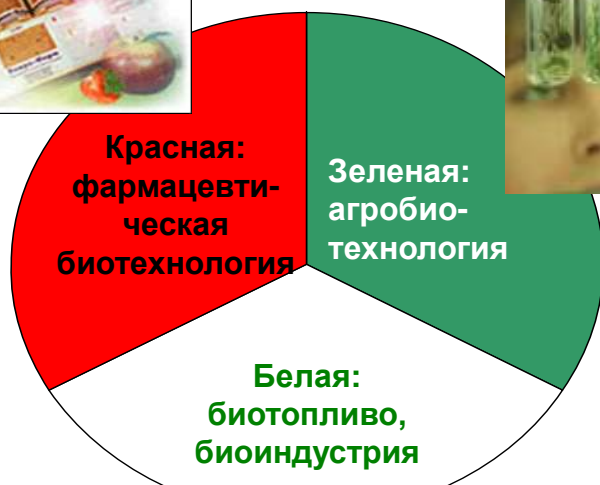 Красная:
фармацевти-
ческая
биотехнология
Зеленая:
агробио-
технология
Белая:
биотопливо,
биоиндустрия